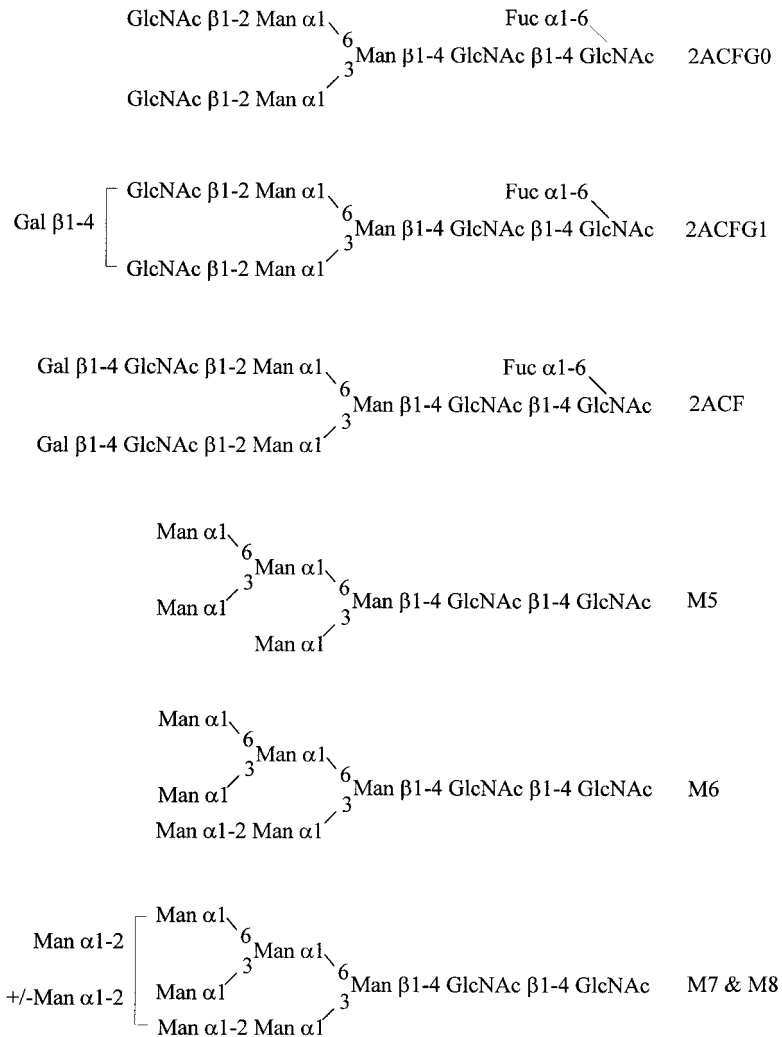 GlcNAc β1-2 Man α1 Fuc α1-6
6
Man β1-4 GlcNAc β1-4 GlcNAc 2ACFG0
3
GlcNAc β1-2 Man α1
GlcNAc β1-2 Man α1 Fuc α1-6
6
Gal β1-4 Man β1-4 GlcNAc β1-4 GlcNAc 2ACFG1
3
GlcNAc β1-2 Man α1
Gal β1-4 GlcNAc β1-2 Man α1 Fuc α1-6
6
Man β1-4 GlcNAc β1-4 GlcNAc 2ACF
3
Gal β1-4 GlcNAc β1-2 Man α1
Man α1
6
Man α1
3 6
Man α1 Man β1-4 GlcNAc β1-4 GlcNAc M5
3
Man α1
Man α1
6
Man α1
3 6
Man α1 Man β1-4 GlcNAc β1-4 GlcNAc M6
3
Man α1-2 Man α1
Man α1
6
Man α1-2 Man α1
3 6
+/-Man α1-2 Man α1 Man β1-4 GlcNAc β1-4 GlcNAc M7 & M8
3
Man α1-2 Man α1